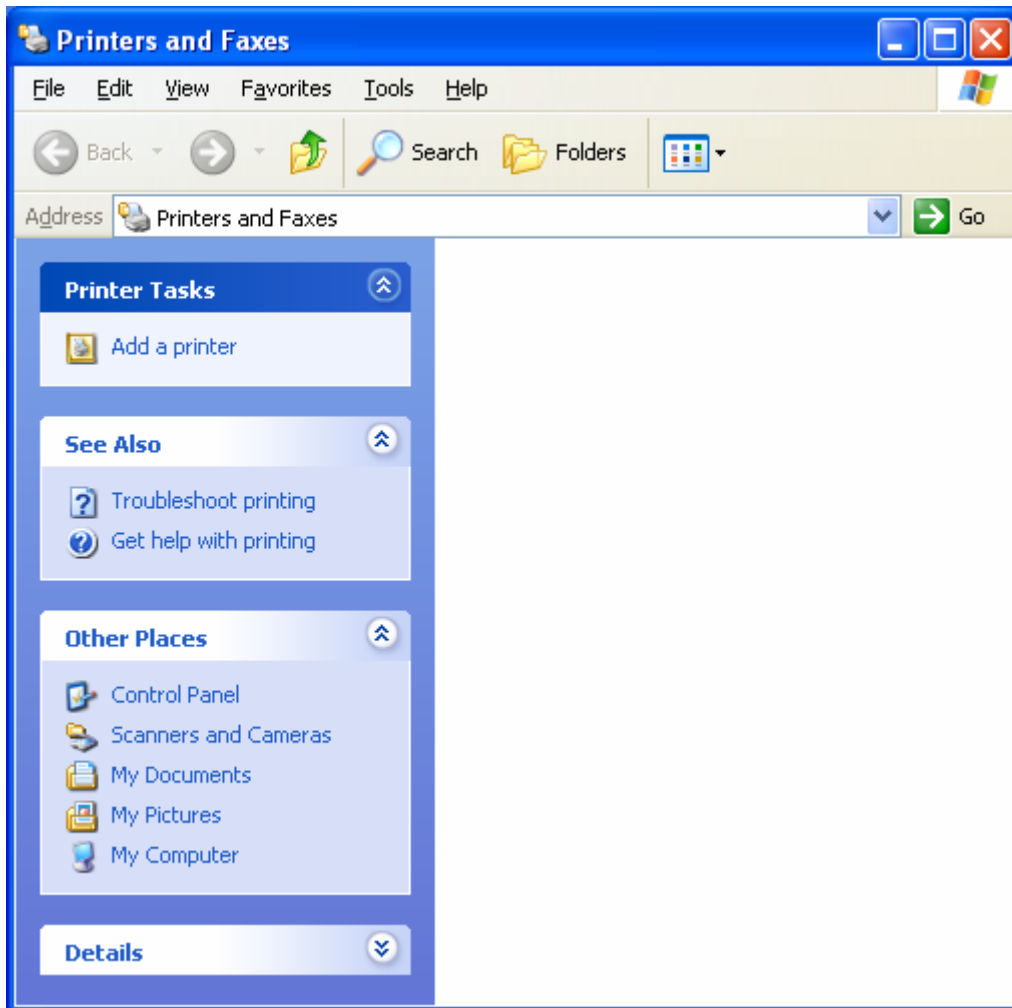 Printers and Faxes
File Edit View Favorites Tools Help
Back Search Folders
Address Printers and Faxes Go
Printer Tasks
Add a printer
See Also
Troubleshoot printing
Get help with printing
Other Places
Control Panel
Scanners and Cameras
My Documents
My Pictures
My Computer
Details